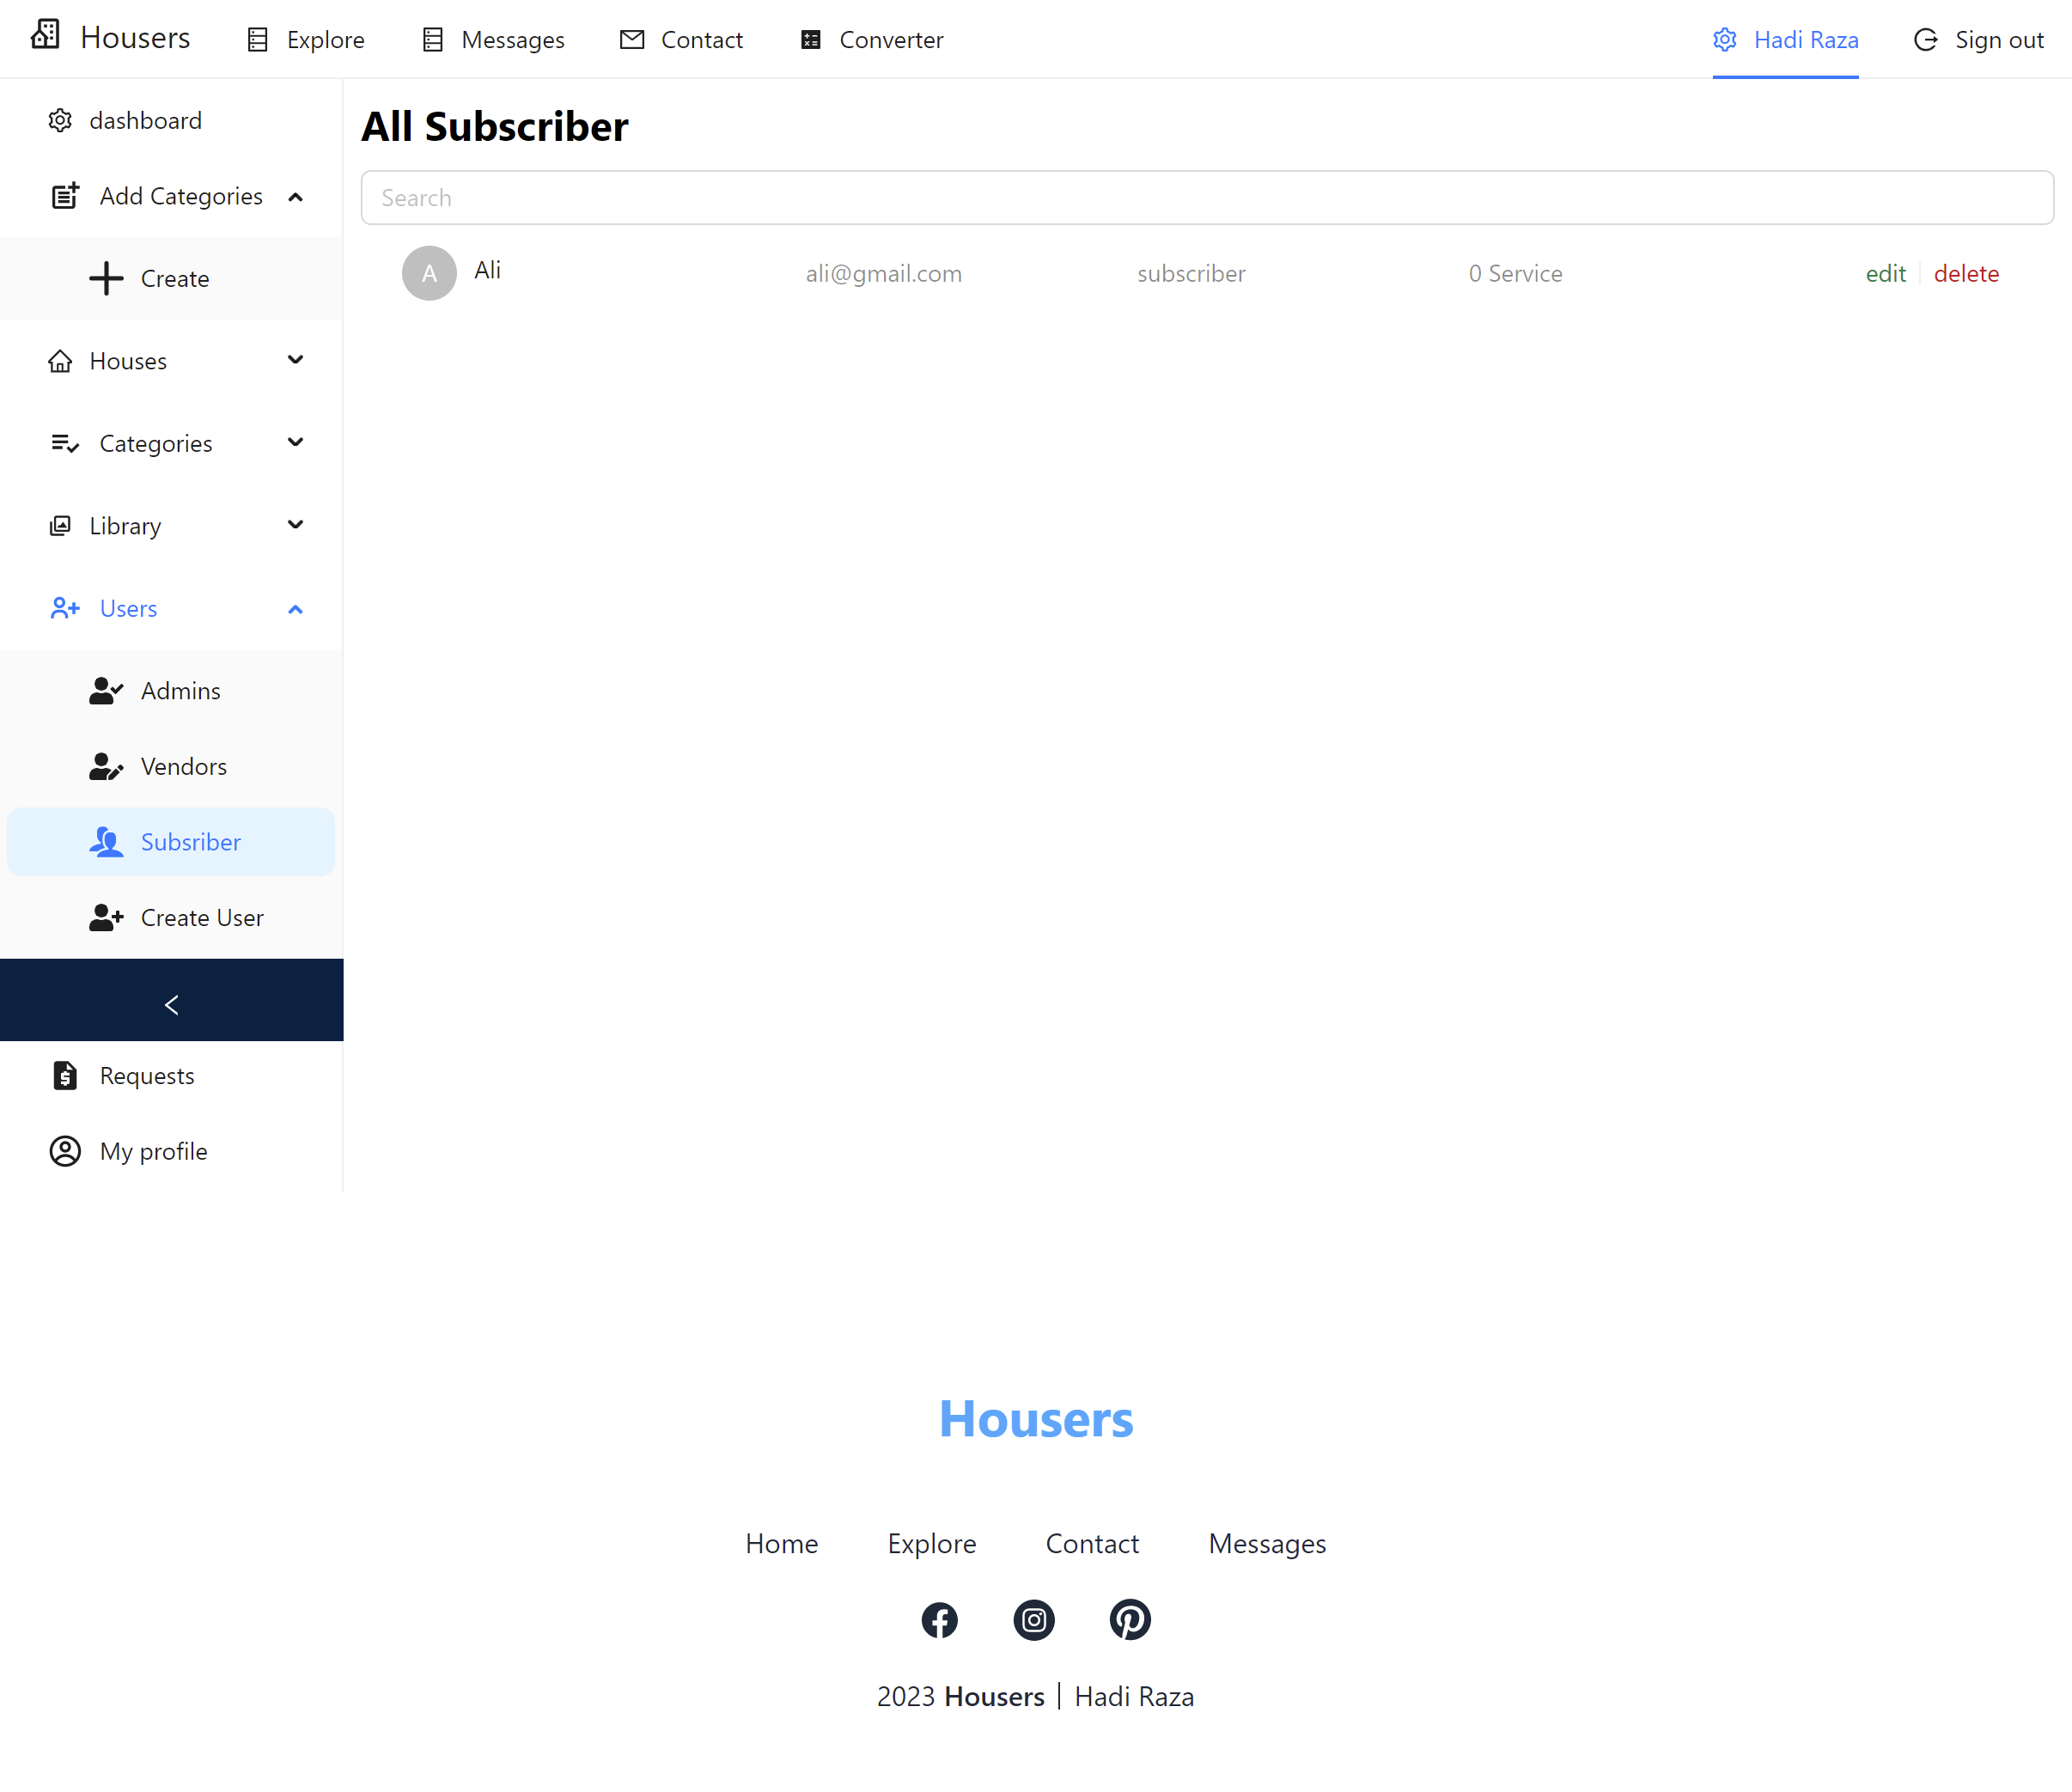 Housers
Explore
Messages
Contact
Converter
Hadi Raza
Sign out
dashboard
Add Categories
Create
Houses
Categories
Library
Users
Admins
Vendors
Subsriber
Create User
Requests
My profile
All Subscriber
Search
A Ali ali@gmail.com subscriber 0 Service edit delete
Housers
Home Explore Contact Messages
2023 Housers | Hadi Raza